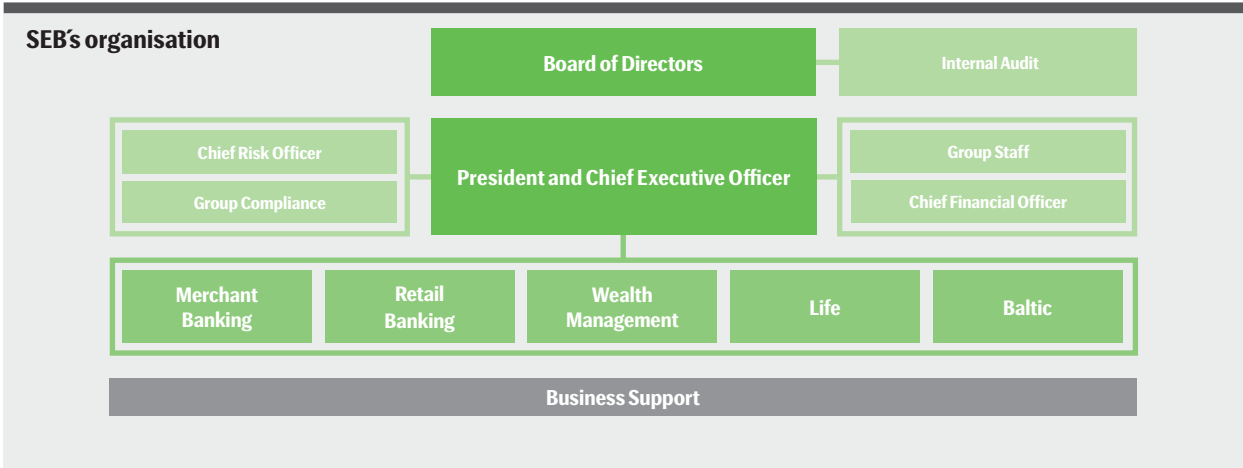 SEB´s organisation
Board of Directors
Internal Audit
Chief Risk Officer
Group Compliance
President and Chief Executive Officer
Group Staff
Chief Financial Officer
Merchant
Banking
Retail
Banking
Wealth
Management
Life
Baltic
Business Support